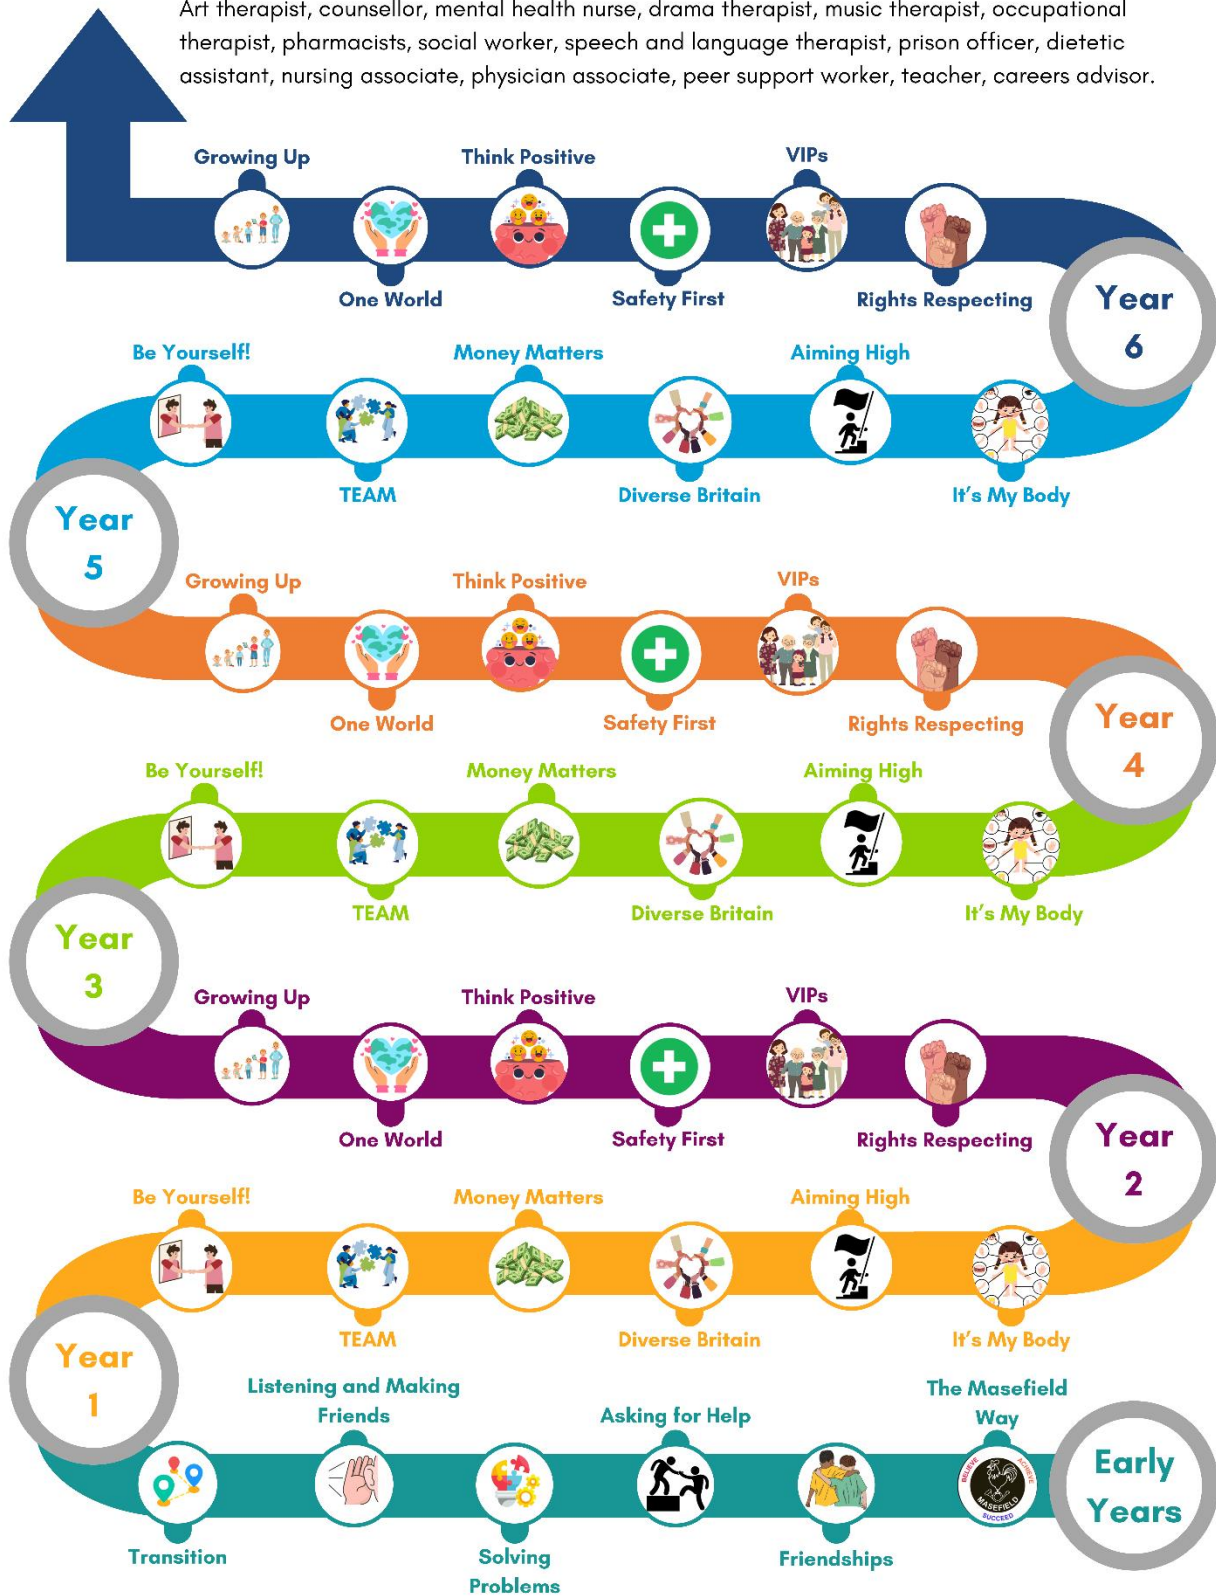 Art therapist, counsellor, mental health nurse, drama therapist, music therapist, occupational
therapist, pharmacists, social worker, speech and language therapist, prison officer, dietetic
assistant, nursing associate, physician associate, peer support worker, teacher, careers advisor.
Growing Up
Think Positive
VIPs
One World
Safety First
Rights Respecting
Year
6
Be Yourself!
Money Matters
Aiming High
TEAM
Diverse Britain
It's My Body
Year
5
Growing Up
Think Positive
VIPs
One World
Safety First
Rights Respecting
Year
4
Be Yourself!
Money Matters
Aiming High
TEAM
Diverse Britain
It's My Body
Year
3
Growing Up
Think Positive
VIPs
One World
Safety First
Rights Respecting
Year
2
Be Yourself!
Money Matters
Aiming High
TEAM
Diverse Britain
It's My Body
Year
1
Listening and Making
Friends
Asking for Help
The Masefield
Way
BELIEVE
ACHIEVE
MASEFIELD
SUCCEED
Early
Years
Transition
Solving
Problems
Friendships